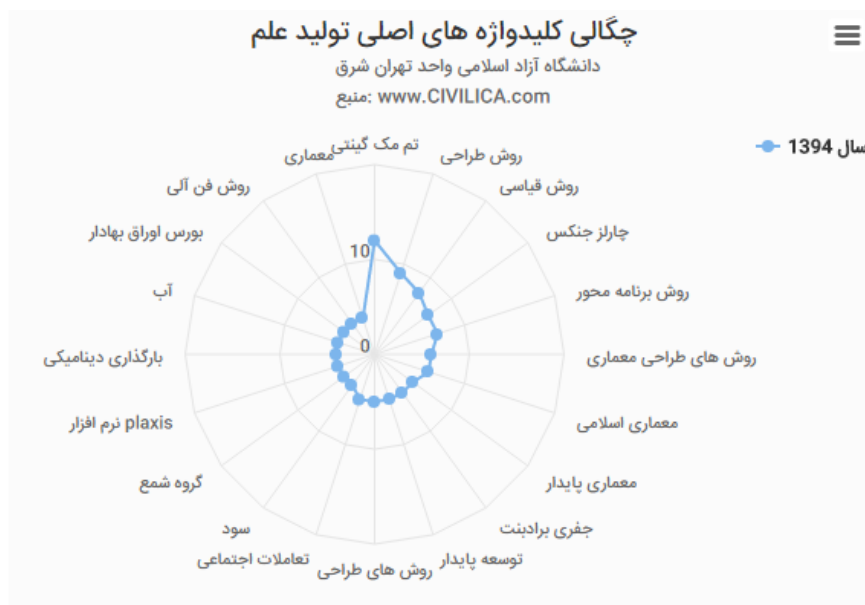 چگالی کلیدواژه های اصلی تولید علم
دانشگاه آزاد اسلامی واحد تهران شرق
منبع: www.CIVILICA.com
سال 1394
تم مک گینتی
روش طراحی
روش قیاسی
چارلز جنکس
روش برنامه محور
روش های طراحی معماری
معماری اسلامی
معماری پایدار
جفری برادبنت
توسعه پایدار
روش های طراحی
تعاملات اجتماعی
سود
گروه شمع
نرم افزار plaxis
بارگذاری دینامیکی
آب
بورس اوراق بهادار
روش فن آلی
معماری
10
0